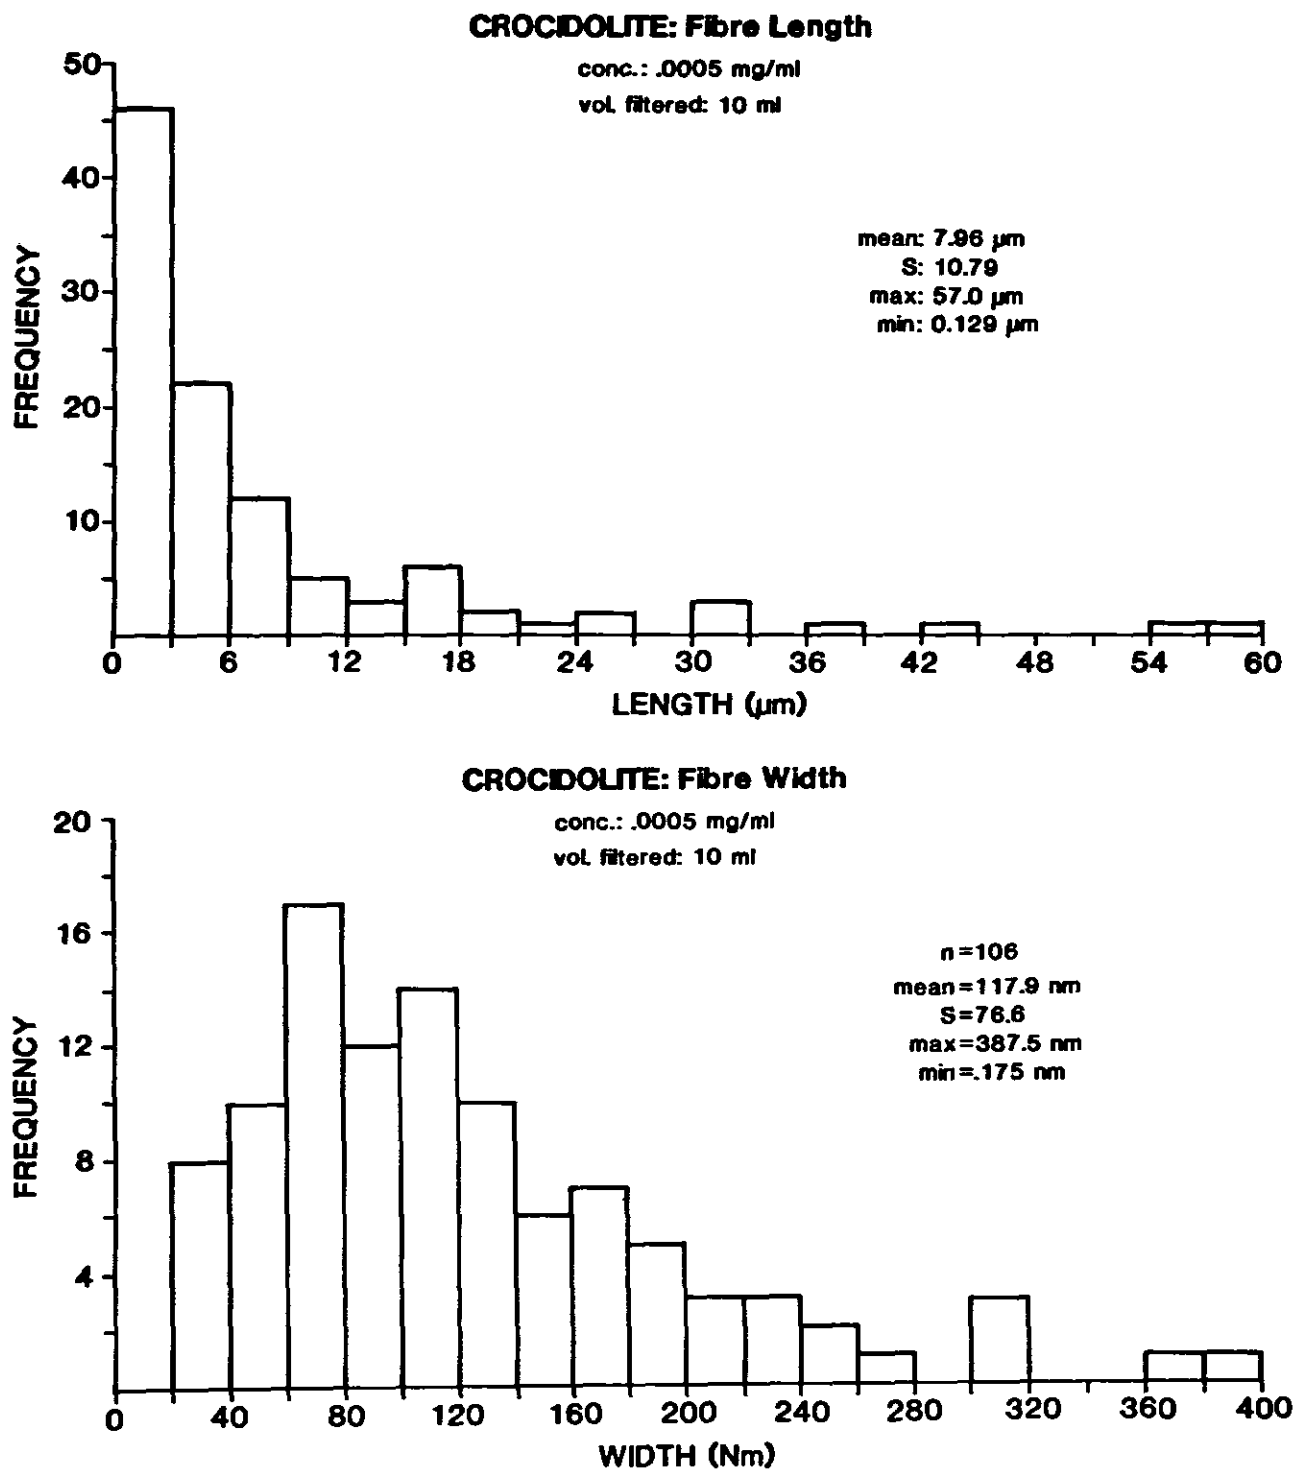 CROCIDOLITE: Fibre Length
conc.: .0005 mg/ml
vol. filtered: 10 ml
50
40
30
20
10
FREQUENCY
mean: 7.96 µm
S: 10.79
max: 57.0 µm
min: 0.129 µm
0 6 12 18 24 30 36 42 48 54 60
LENGTH (µm)
CROCIDOLITE: Fibre Width
conc.: .0005 mg/ml
vol. filtered: 10 ml
20
16
12
8
4
FREQUENCY
n=106
mean=117.9 nm
S=76.6
max=387.5 nm
min=.175 nm
0 40 80 120 160 200 240 280 320 360 400
WIDTH (Nm)